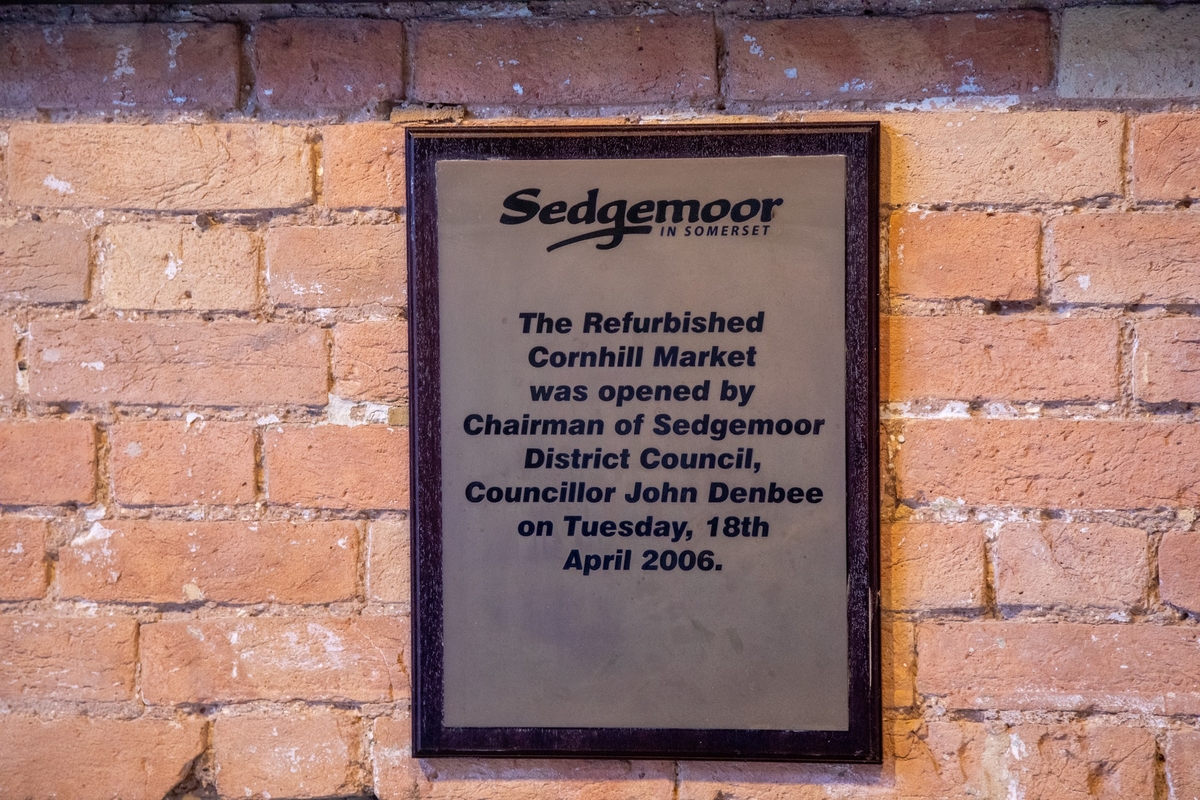 Sedgemoor
IN SOMERSET
The Refurbished
Cornhill Market
was opened by
Chairman of Sedgemoor
District Council,
Councillor John Denbee
on Tuesday, 18th
April 2006.